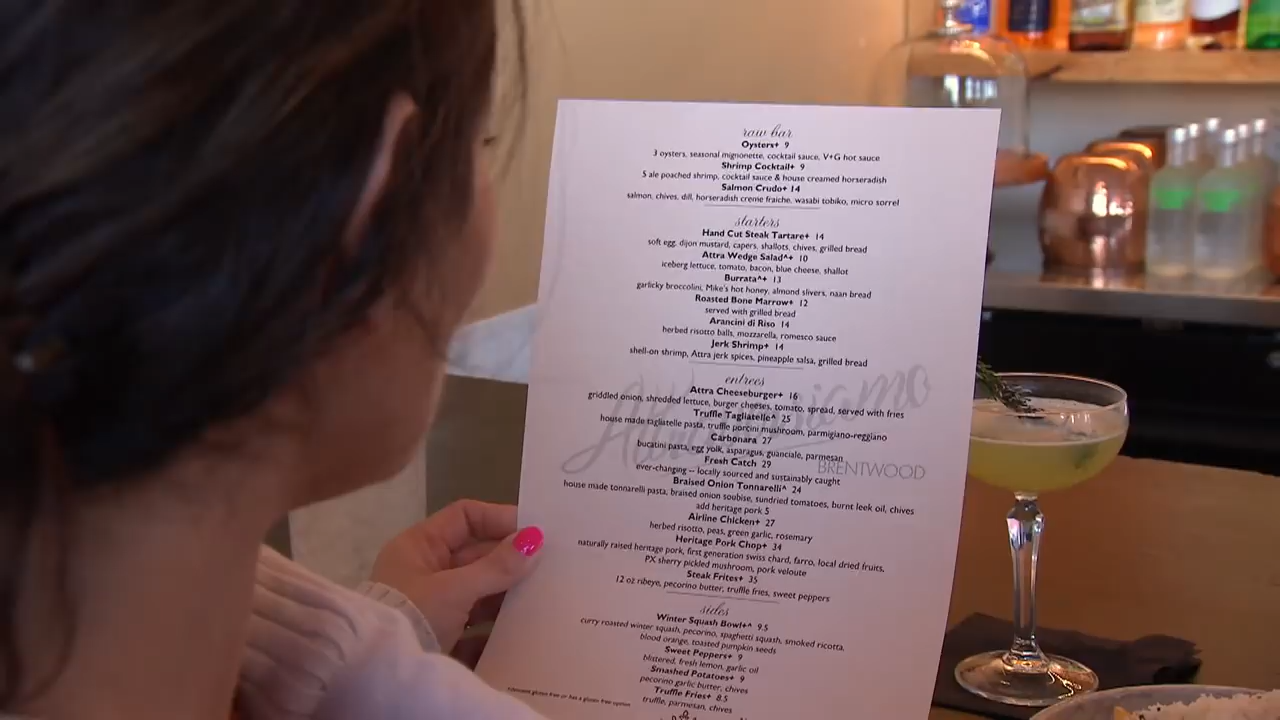 raw bar
Oysters+ 9
3 oysters, seasonal mignonette, cocktail sauce, V+G hot sauce
Shrimp Cocktail+ 9
5 ale poached shrimp, cocktail sauce & house creamed horseradish
Salmon Crudo+ 14
salmon, chives, dill, horseradish creme fraiche, wasabi tobiko, micro sorrel
starters
Hand Cut Steak Tartare+ 14
soft egg, dijon mustard, capers, shallots, chives, grilled bread
Attra Wedge Salad^+ 10
iceberg lettuce, tomato, bacon, blue cheese, shallot
Burrata^+ 13
garlicky broccolini, Mike's hot honey, almond slivers, naan bread
Roasted Bone Marrow+ 12
served with grilled bread
Arancini di Riso 14
herbed risotto balls, mozzarella, romesco sauce
Jerk Shrimp+ 14
shell-on shrimp, Attra jerk spices, pineapple salsa, grilled bread
entrees
Attra Cheeseburger+ 16
griddled onion, shredded lettuce, burger cheeses, tomato, spread, served with fries
Truffle Tagliatelle^ 25
house made tagliatelle pasta, truffle porcini mushroom, parmigiano-reggiano
Carbonara 27
bucatini pasta, egg yolk, asparagus, guanciale, parmesan
Fresh Catch 29
ever-changing – locally sourced and sustainably caught
BRENTWOOD
Braised Onion Tonnarelli^ 24
house made tonnarelli pasta, braised onion soubise, sundried tomatoes, burnt leek oil, chives
add heritage pork 5
Airline Chicken+ 27
herbed risotto, peas, green garlic, rosemary
Heritage Pork Chop+ 34
naturally raised heritage pork, first generation swiss chard, farro, local dried fruits,
PX sherry pickled mushroom, pork veloute
Steak Frites+ 35
12 oz ribeye, pecorino butter, truffle fries, sweet peppers
sides
Winter Squash Bowl+^ 9.5
curry roasted winter squash, pecorino, spaghetti squash, smoked ricotta,
blood orange, toasted pumpkin seeds
Sweet Peppers+ 9
blistered, fresh lemon, garlic oil
Smashed Potatoes+ 9
pecorino garlic butter, chives
Truffle Fries+ 8.5
truffle, parmesan, chives